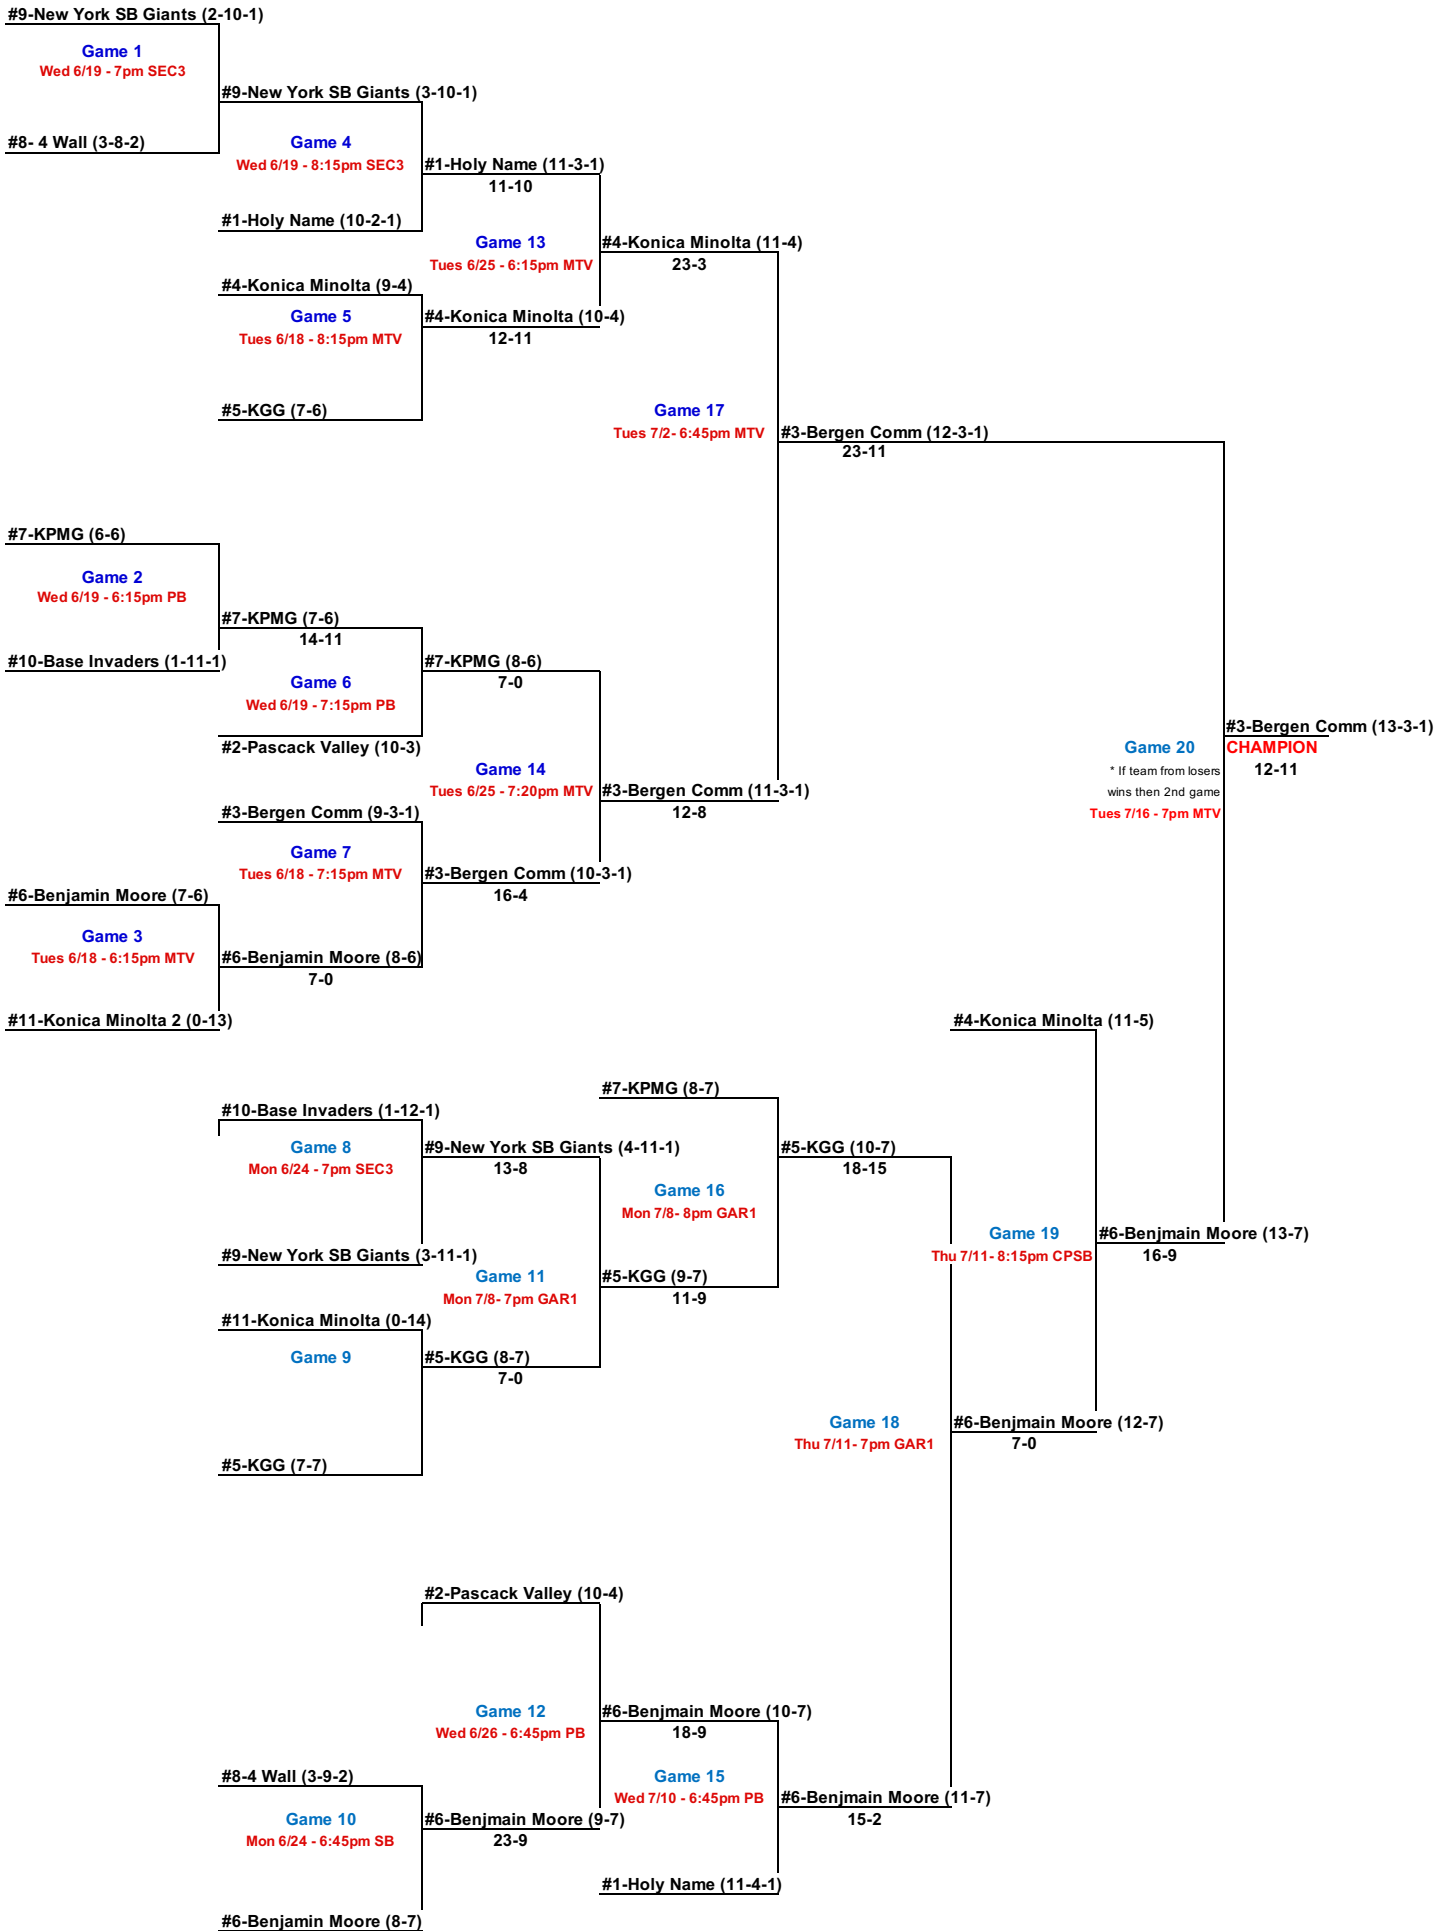 #9-New York SB Giants (2-10-1)
Game 1
Wed 6/19 - 7pm SEC3
#9-New York SB Giants (3-10-1)
#8- 4 Wall (3-8-2)
Game 4
Wed 6/19 - 8:15pm SEC3
#1-Holy Name (11-3-1)
11-10
#1-Holy Name (10-2-1)
Game 13
Tues 6/25 - 6:15pm MTV
#4-Konica Minolta (11-4)
23-3
#4-Konica Minolta (9-4)
Game 5
Tues 6/18 - 8:15pm MTV
#4-Konica Minolta (10-4)
12-11
#5-KGG (7-6)
Game 17
Tues 7/2- 6:45pm MTV
#3-Bergen Comm (12-3-1)
23-11
#7-KPMG (6-6)
Game 2
Wed 6/19 - 6:15pm PB
#7-KPMG (7-6)
14-11
#10-Base Invaders (1-11-1)
#7-KPMG (8-6)
7-0
Game 6
Wed 6/19 - 7:15pm PB
#2-Pascack Valley (10-3)
#3-Bergen Comm (13-3-1)
CHAMPION
12-11
Game 20
* If team from losers
wins then 2nd game
Tues 7/16 - 7pm MTV
Game 14
Tues 6/25 - 7:20pm MTV
#3-Bergen Comm (11-3-1)
12-8
#3-Bergen Comm (9-3-1)
Game 7
Tues 6/18 - 7:15pm MTV
#3-Bergen Comm (10-3-1)
16-4
#6-Benjamin Moore (7-6)
Game 3
Tues 6/18 - 6:15pm MTV
#6-Benjamin Moore (8-6)
7-0
#11-Konica Minolta 2 (0-13)
#4-Konica Minolta (11-5)
#7-KPMG (8-7)
#10-Base Invaders (1-12-1)
Game 8
Mon 6/24 - 7pm SEC3
#9-New York SB Giants (4-11-1)
13-8
#5-KGG (10-7)
18-15
Game 16
Mon 7/8- 8pm GAR1
#9-New York SB Giants (3-11-1)
Game 19
Thu 7/11- 8:15pm CPSB
#6-Benjmain Moore (13-7)
16-9
Game 11
Mon 7/8- 7pm GAR1
#5-KGG (9-7)
11-9
#11-Konica Minolta (0-14)
Game 9
#5-KGG (8-7)
7-0
Game 18
Thu 7/11- 7pm GAR1
#6-Benjmain Moore (12-7)
7-0
#5-KGG (7-7)
#2-Pascack Valley (10-4)
Game 12
Wed 6/26 - 6:45pm PB
#6-Benjmain Moore (10-7)
18-9
#8-4 Wall (3-9-2)
Game 15
Wed 7/10 - 6:45pm PB
#6-Benjmain Moore (11-7)
15-2
Game 10
Mon 6/24 - 6:45pm SB
#6-Benjmain Moore (9-7)
23-9
#1-Holy Name (11-4-1)
#6-Benjamin Moore (8-7)